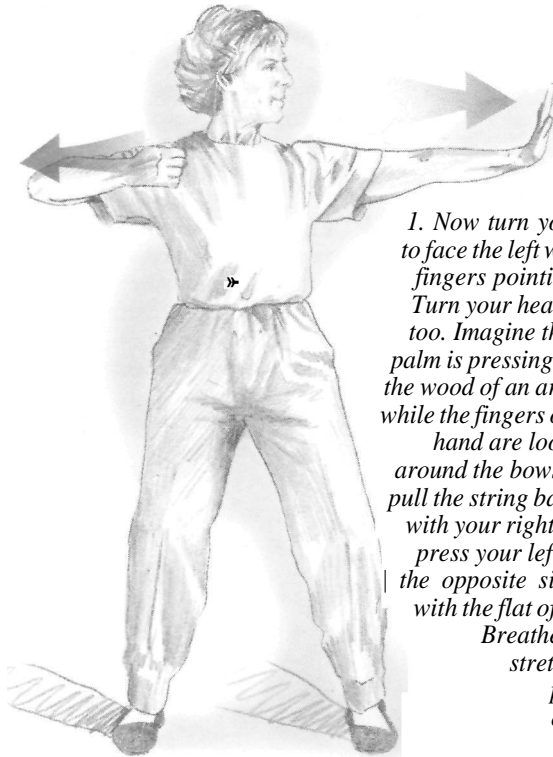 1. Now turn yo
to face the left w
fingers pointi
Turn your hea
too. Imagine th
palm is pressing
the wood of an ar
while the fingers o
hand are loo
around the bows
pull the string ba
with your right
press your lef
| the opposite si
with the flat of
Breathe
stret